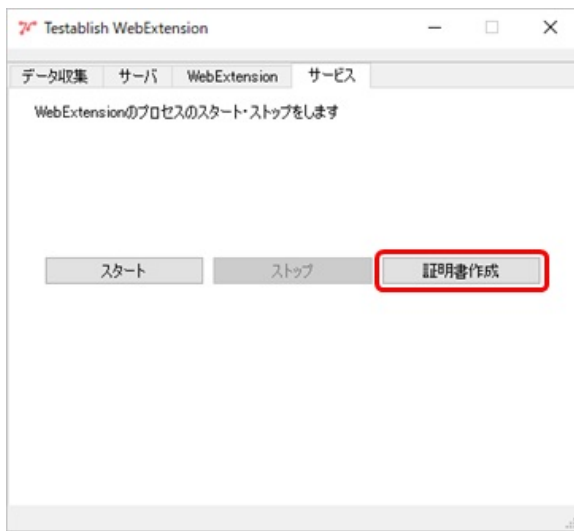 Testablish WebExtension
データ収集 サーバ WebExtension サービス
WebExtensionのプロセスのスタート・ストップをします
スタート ストップ 証明書作成